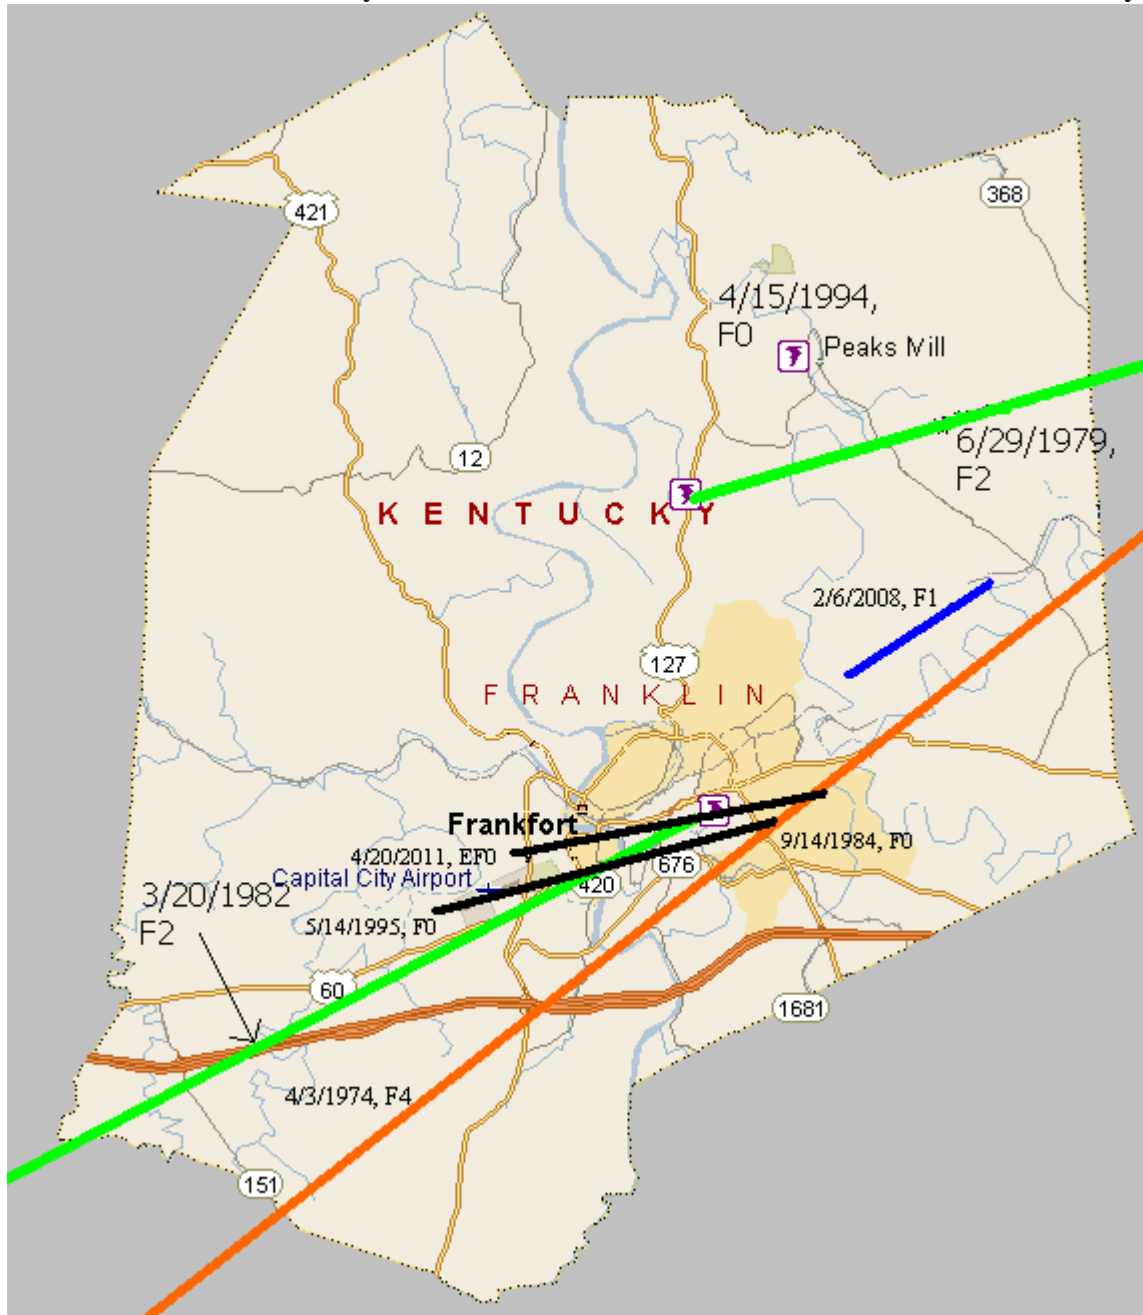 368
421
4/15/1994,
F0
Peaks Mill
6/29/1979,
F2
12
KENTUCKY
2/6/2008, F1
127
FRANKLIN
Frankfort
4/20/2011, EF0
9/14/1984, F0
676
420
Capital City Airport
3/20/1982
F2
5/14/1995, F0
60
1681
4/3/1974, F4
151